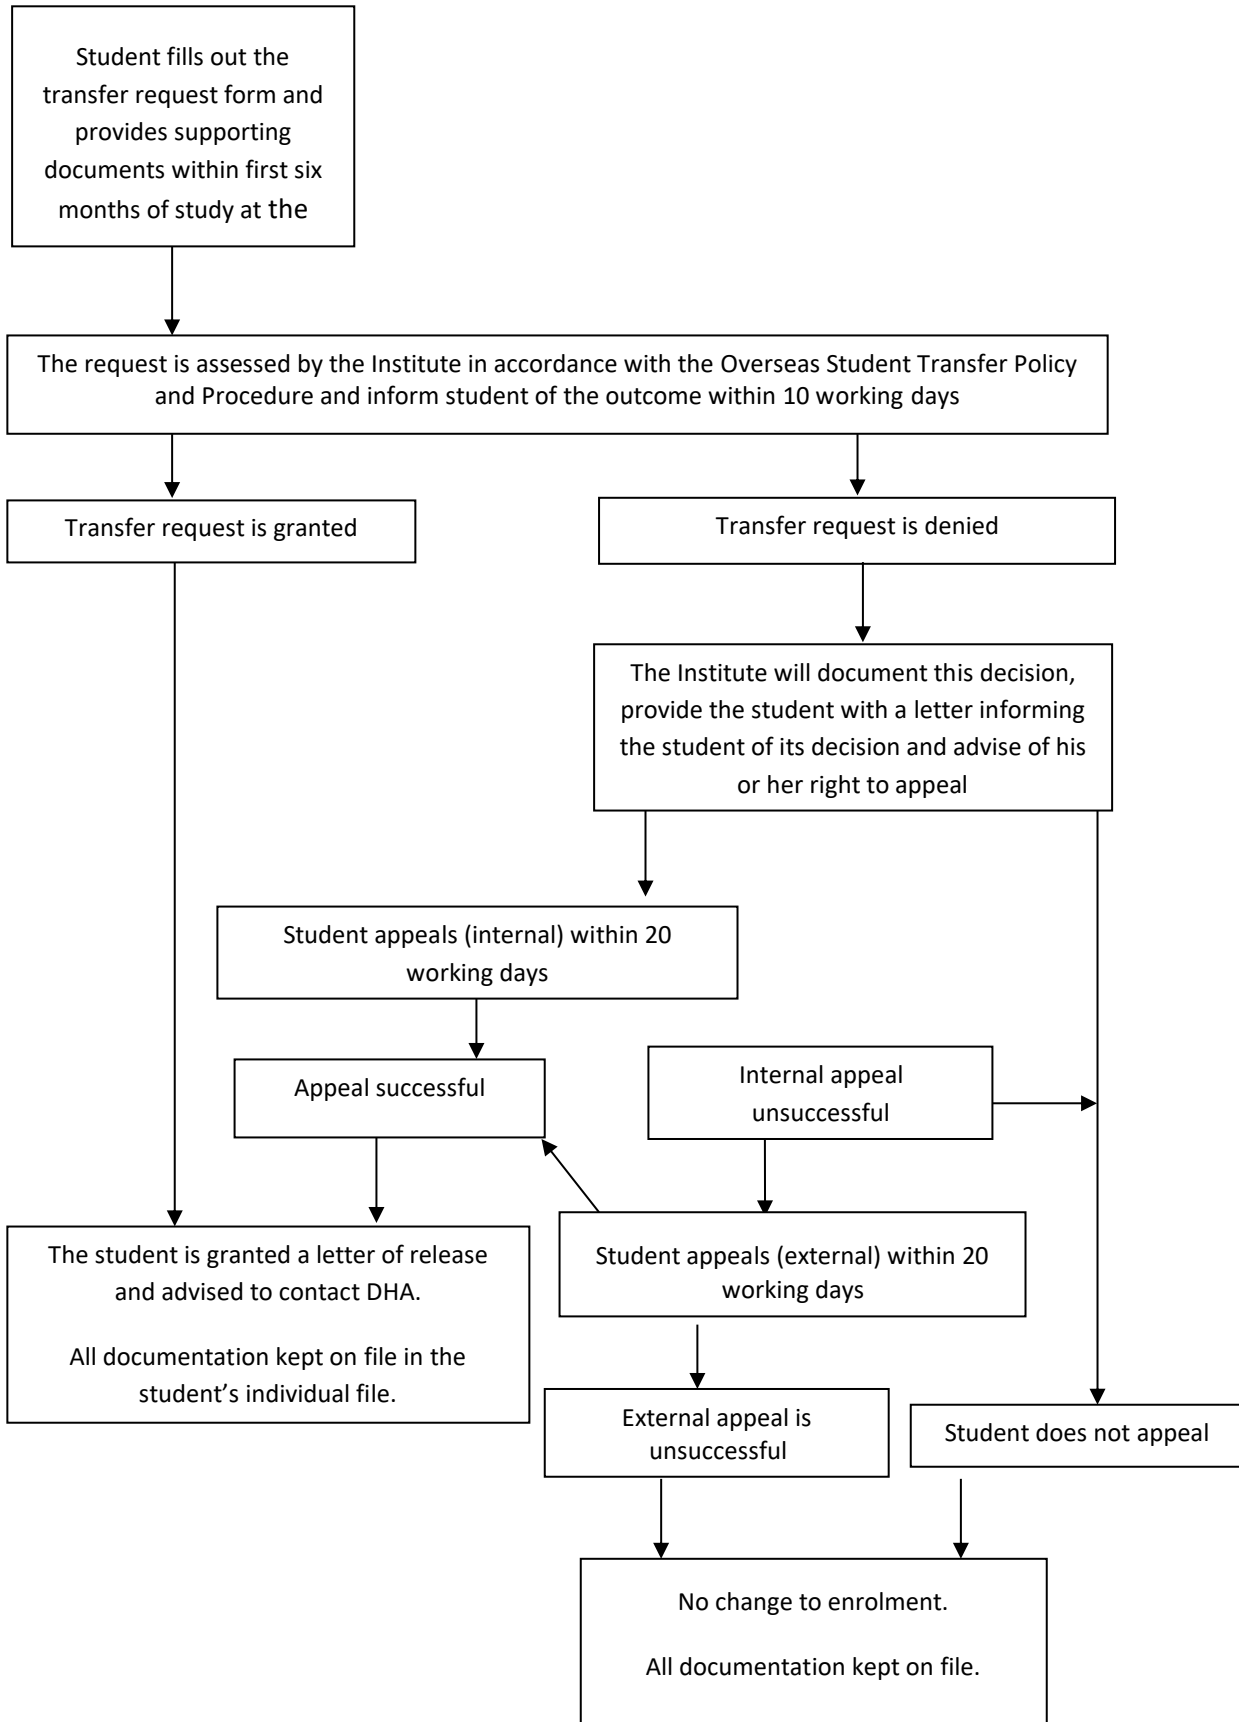 Student fills out the
transfer request form and
provides supporting
documents within first six
months of study at the
The request is assessed by the Institute in accordance with the Overseas Student Transfer Policy
and Procedure and inform student of the outcome within 10 working days
Transfer request is granted
Transfer request is denied
The Institute will document this decision,
provide the student with a letter informing
the student of its decision and advise of his
or her right to appeal
Student appeals (internal) within 20
working days
Appeal successful
Internal appeal
unsuccessful
The student is granted a letter of release
and advised to contact DHA.
All documentation kept on file in the
student’s individual file.
Student appeals (external) within 20
working days
External appeal is
unsuccessful
Student does not appeal
No change to enrolment.
All documentation kept on file.